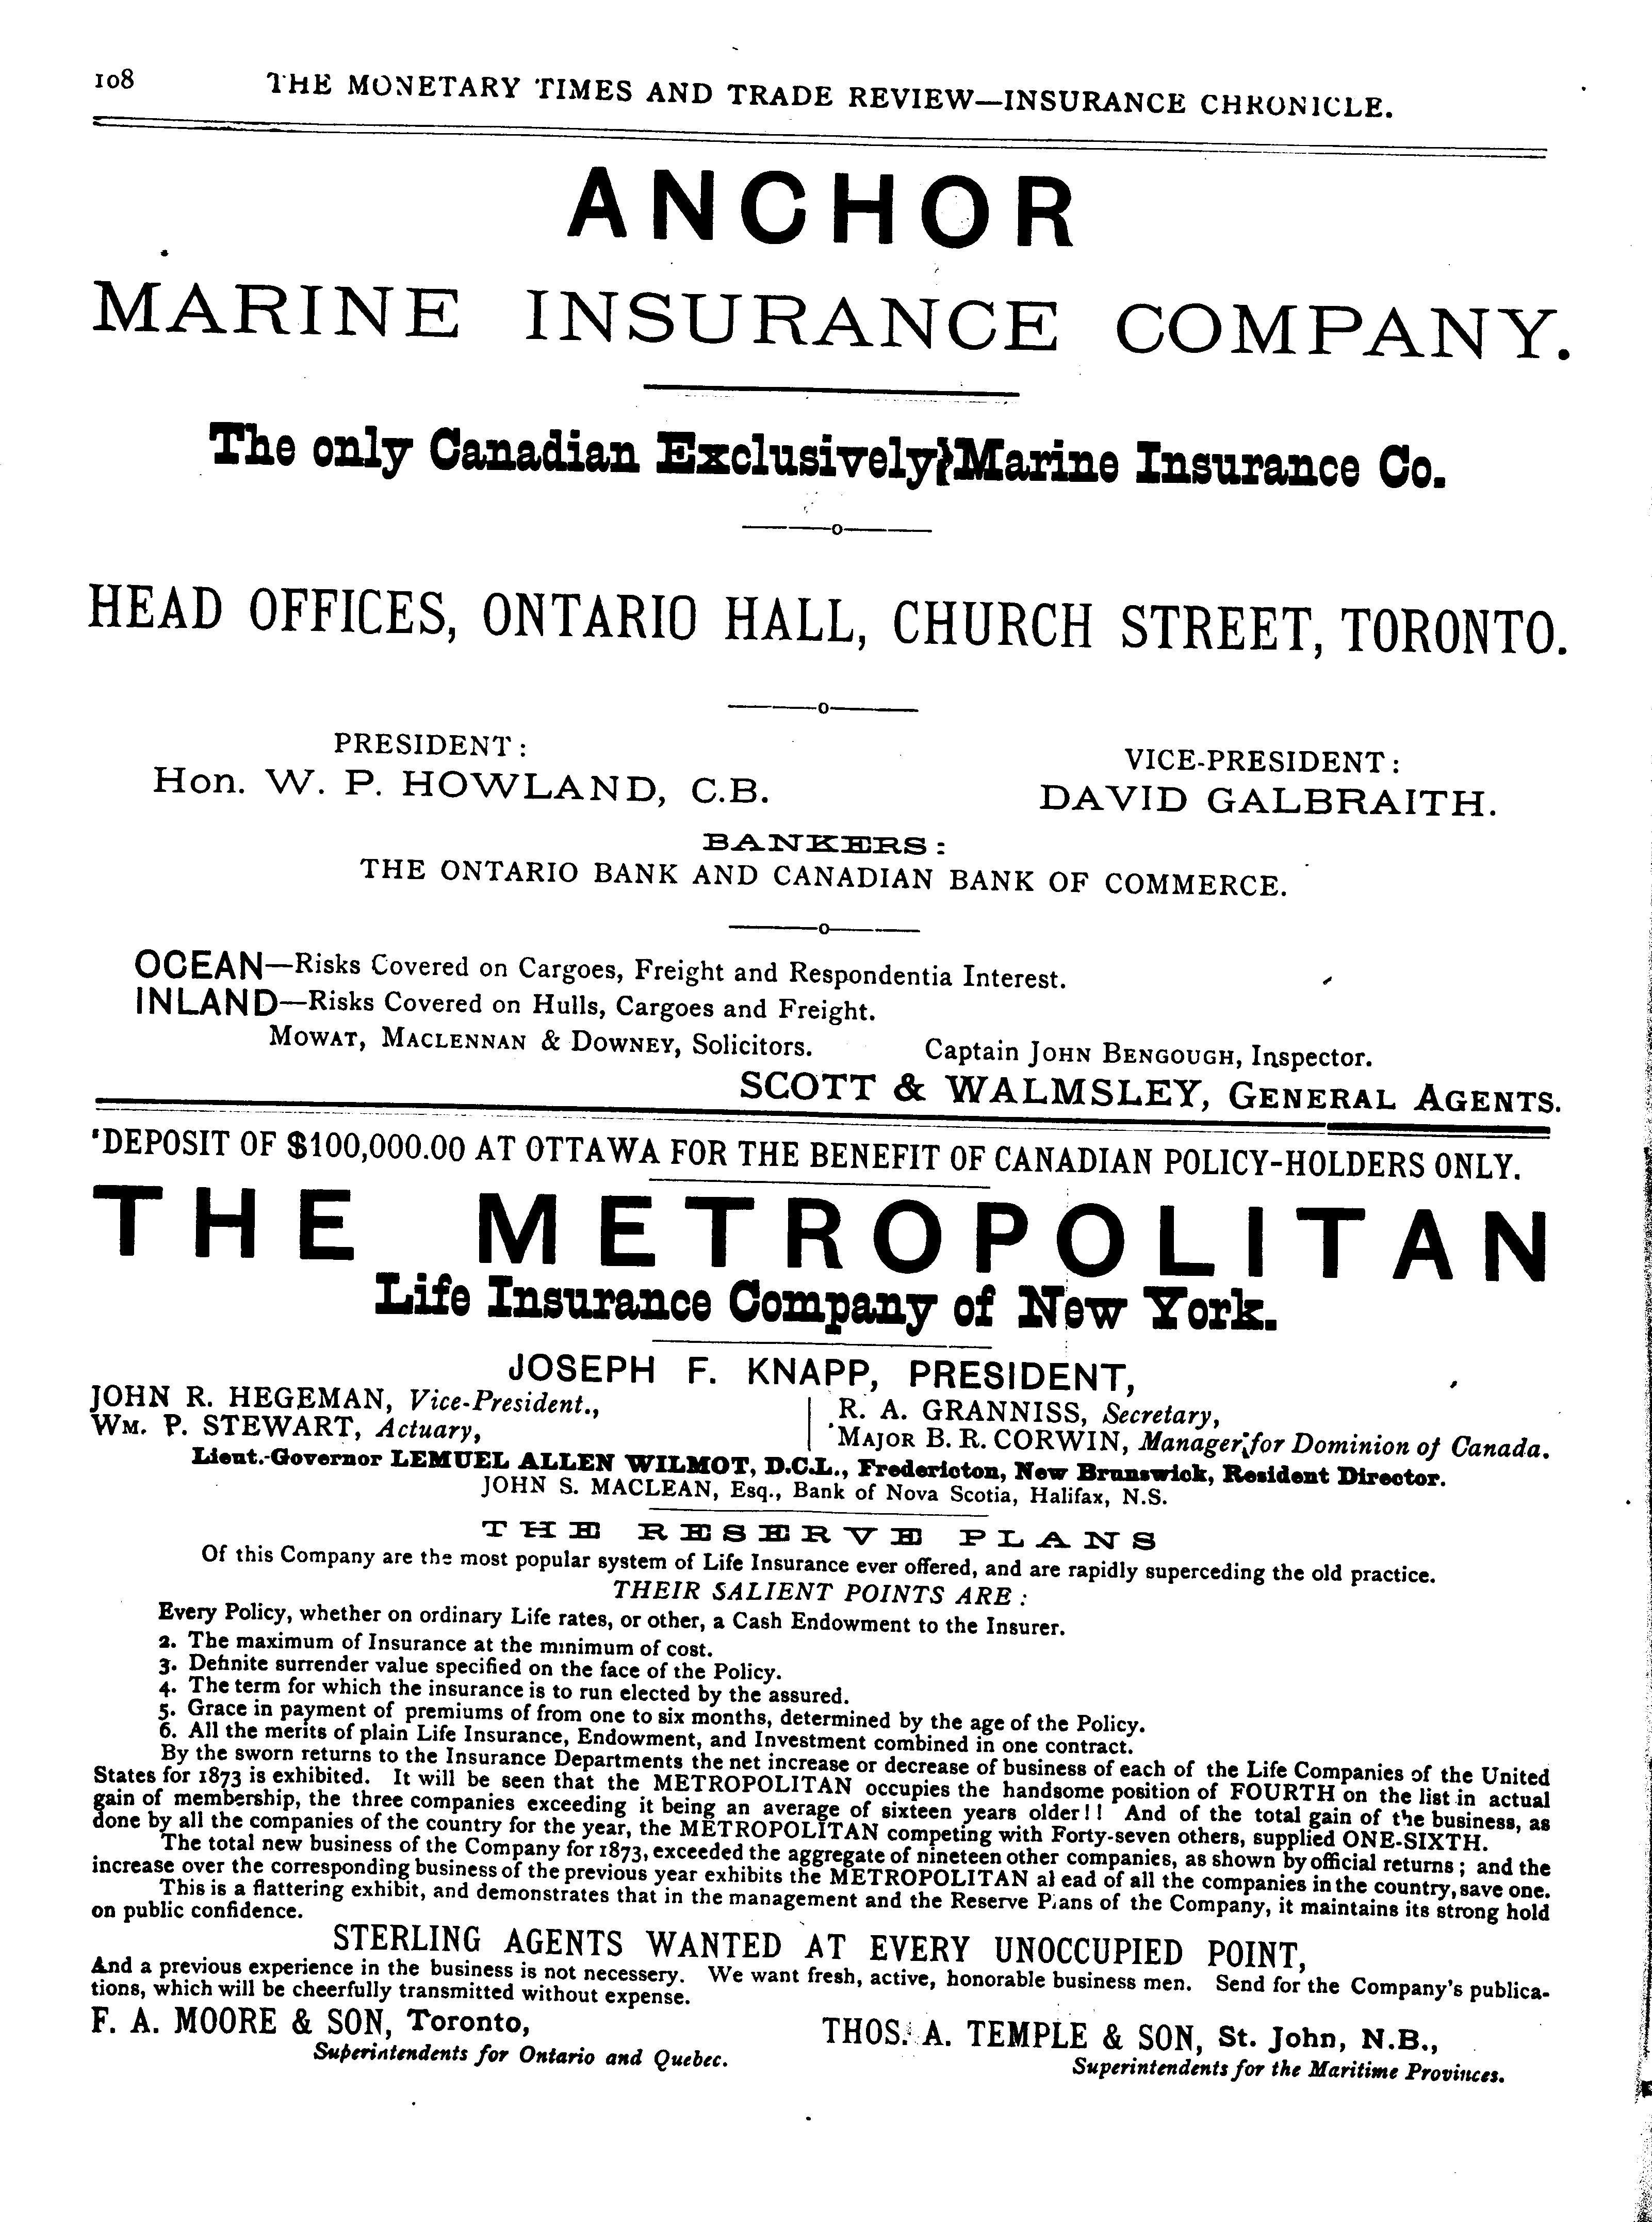 108 THE MONETARY TIMES AND TRADE REVIEW—INSURANCE CHRONICLE.
ANCHOR
MARINE INSURANCE COMPANY.
The only Canadian Exclusively Marine Insurance Co.
HEAD OFFICES, ONTARIO HALL, CHURCH STREET, TORONTO.
PRESIDENT:
Hon. W. P. HOWLAND, C.B.
VICE-PRESIDENT:
DAVID GALBRAITH.
BANKERS:
THE ONTARIO BANK AND CANADIAN BANK OF COMMERCE.
OCEAN—Risks Covered on Cargoes, Freight and Respondentia Interest.
INLAND—Risks Covered on Hulls, Cargoes and Freight.
MOWAT, MACLENNAN & DOWNEY, Solicitors. Captain JOHN BENGOUGH, Inspector.
SCOTT & WALMSLEY, GENERAL AGENTS.
DEPOSIT OF $100,000.00 AT OTTAWA FOR THE BENEFIT OF CANADIAN POLICY-HOLDERS ONLY.
THE METROPOLITAN
Life Insurance Company of New York.
JOSEPH F. KNAPP, PRESIDENT,
JOHN R. HEGEMAN, Vice-President.,
WM. P. STEWART, Actuary,
R. A. GRANNISS, Secretary,
MAJOR B. R. CORWIN, Manager for Dominion of Canada.
Lieut.-Governor LEMUEL ALLEN WILMOT, D.C.L., Fredericton, New Brunswick, Resident Director.
JOHN S. MACLEAN, Esq., Bank of Nova Scotia, Halifax, N.S.
THE RESERVE PLANS
Of this Company are the most popular system of Life Insurance ever offered, and are rapidly superceding the old practice.
THEIR SALIENT POINTS ARE:
Every Policy, whether on ordinary Life rates, or other, a Cash Endowment to the Insurer.
2. The maximum of Insurance at the minimum of cost.
3. Definite surrender value specified on the face of the Policy.
4. The term for which the insurance is to run elected by the assured.
5. Grace in payment of premiums of from one to six months, determined by the age of the Policy.
6. All the merits of plain Life Insurance, Endowment, and Investment combined in one contract.
By the sworn returns to the Insurance Departments the net increase or decrease of business of each of the Life Companies of the United
States for 1873 is exhibited. It will be seen that the METROPOLITAN occupies the handsome position of FOURTH on the list in actual
gain of membership, the three companies exceeding it being an average of sixteen years older!! And of the total gain of the business, as
done by all the companies of the country for the year, the METROPOLITAN competing with Forty-seven others, supplied ONE-SIXTH.
The total new business of the Company for 1873, exceeded the aggregate of nineteen other companies, as shown by official returns; and the
increase over the corresponding business of the previous year exhibits the METROPOLITAN al ead of all the companies in the country, save one.
This is a flattering exhibit, and demonstrates that in the management and the Reserve Plans of the Company, it maintains its strong hold
on public confidence.
STERLING AGENTS WANTED AT EVERY UNOCCUPIED POINT,
And a previous experience in the business is not necessery. We want fresh, active, honorable business men. Send for the Company's publica-
tions, which will be cheerfully transmitted without expense.
F. A. MOORE & SON, Toronto,
Superintendents for Ontario and Quebec.
THOS. A. TEMPLE & SON, St. John, N.B.,
Superintendents for the Maritime Provinces.